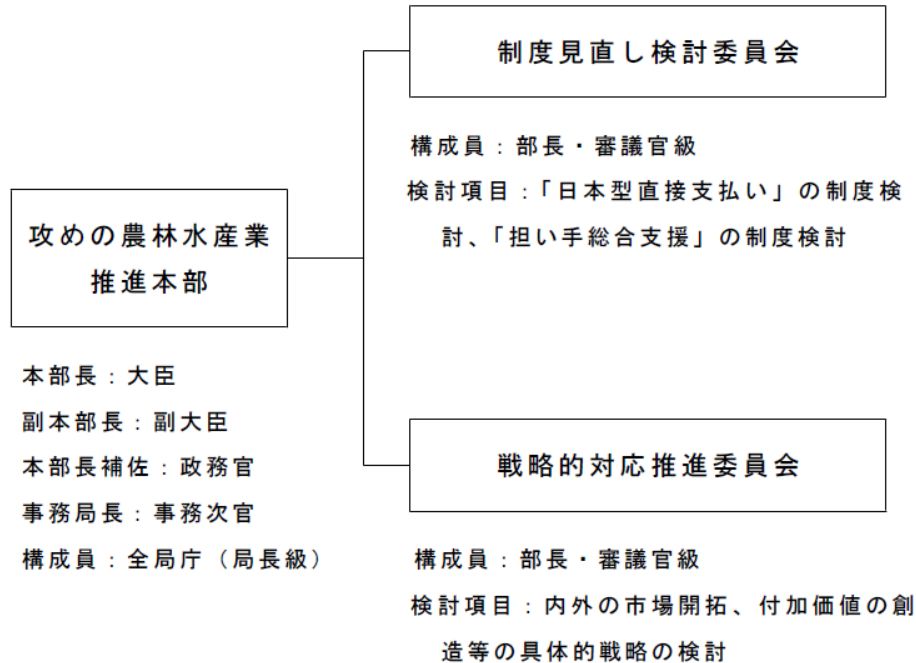 攻めの農林水産業
推進本部
本部長：大臣
副本部長：副大臣
本部長補佐：政務官
事務局長：事務次官
構成員：全局庁（局長級）
制度見直し検討委員会
構成員：部長・審議官級
検討項目：「日本型直接支払い」の制度検
討、「担い手総合支援」の制度検討
戦略的対応推進委員会
構成員：部長・審議官級
検討項目：内外の市場開拓、付加価値の創
造等の具体的戦略の検討